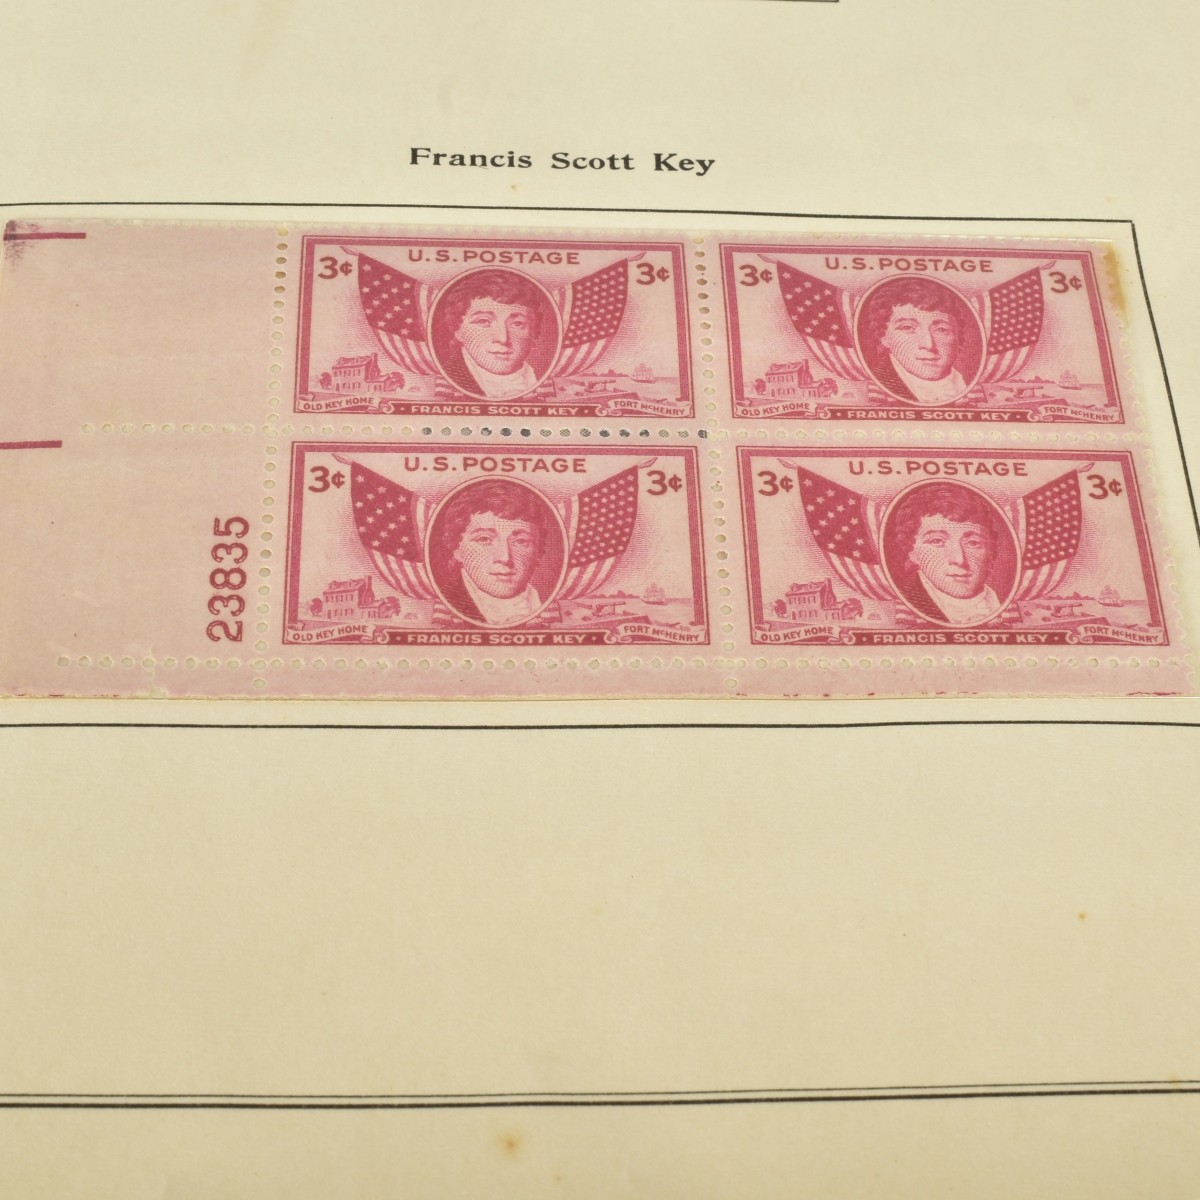 Francis Scott Key
U.S. POSTAGE
3¢ 3¢
OLD KEY HOME · FRANCIS SCOTT KEY · FORT McHENRY
U.S. POSTAGE
3¢ 3¢
OLD KEY HOME · FRANCIS SCOTT KEY · FORT McHENRY
23835
U.S. POSTAGE
3¢ 3¢
OLD KEY HOME · FRANCIS SCOTT KEY · FORT McHENRY
U.S. POSTAGE
3¢ 3¢
OLD KEY HOME · FRANCIS SCOTT KEY · FORT McHENRY